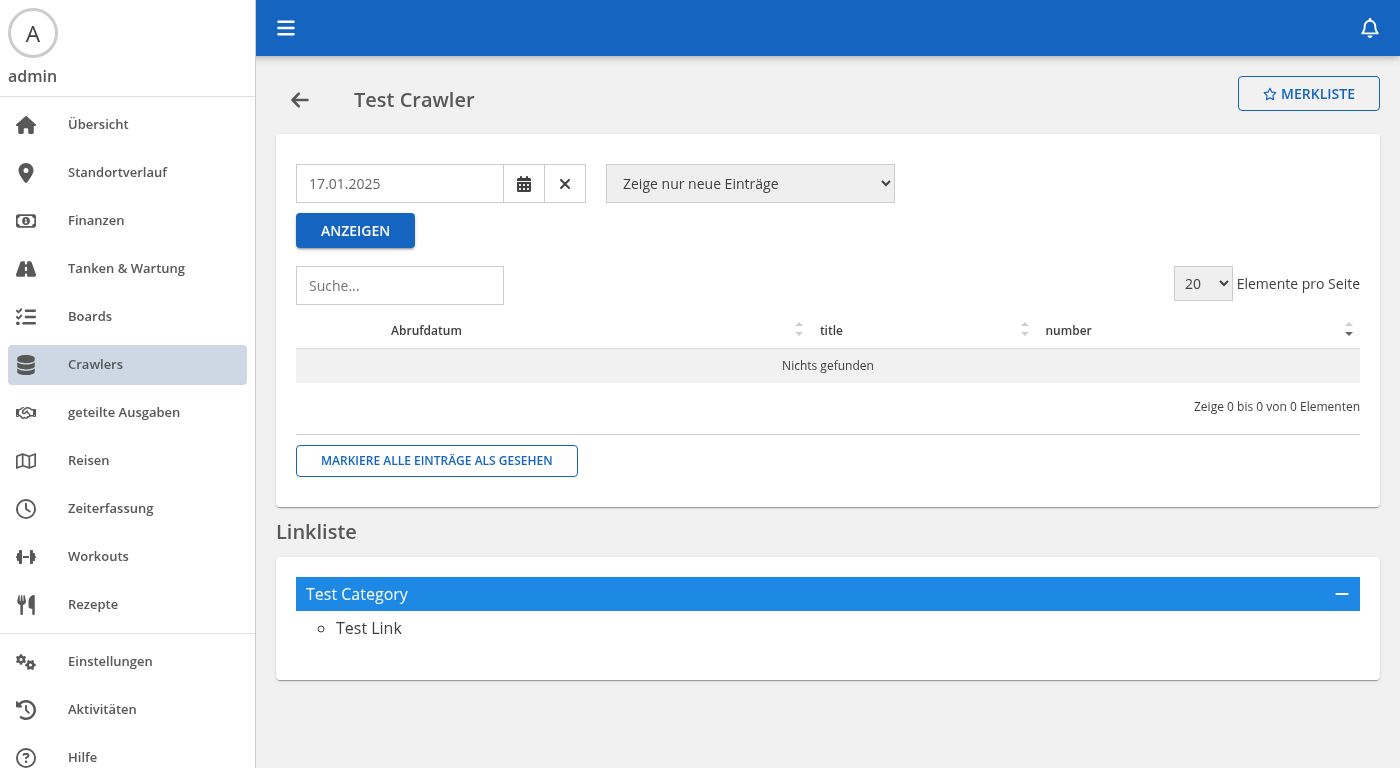 A
admin
Übersicht
Standortverlauf
Finanzen
Tanken & Wartung
Boards
Crawlers
geteilte Ausgaben
Reisen
Zeiterfassung
Workouts
Rezepte
Einstellungen
Aktivitäten
Hilfe
Test Crawler
MERKLISTE
17.01.2025
Zeige nur neue Einträge
ANZEIGEN
Suche...
20 Elemente pro Seite
Abrufdatum title number
Nichts gefunden
Zeige 0 bis 0 von 0 Elementen
MARKIERE ALLE EINTRÄGE ALS GESEHEN
Linkliste
Test Category
Test Link